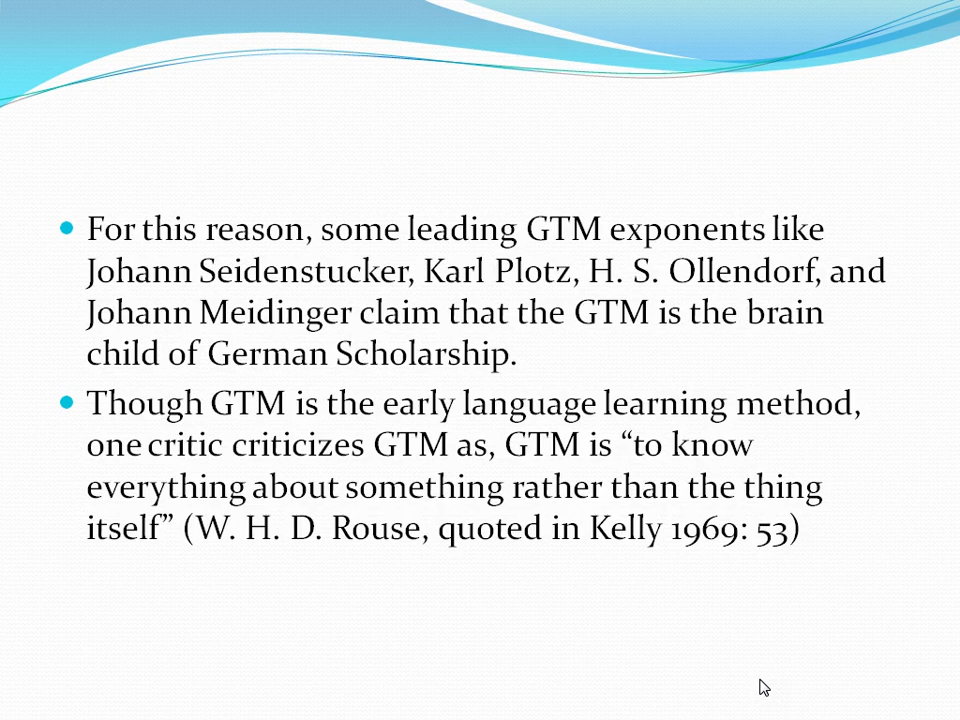 For this reason, some leading GTM exponents like
Johann Seidenstucker, Karl Plotz, H. S. Ollendorf, and
Johann Meidinger claim that the GTM is the brain
child of German Scholarship.
Though GTM is the early language learning method,
one critic criticizes GTM as, GTM is “to know
everything about something rather than the thing
itself” (W. H. D. Rouse, quoted in Kelly 1969: 53)